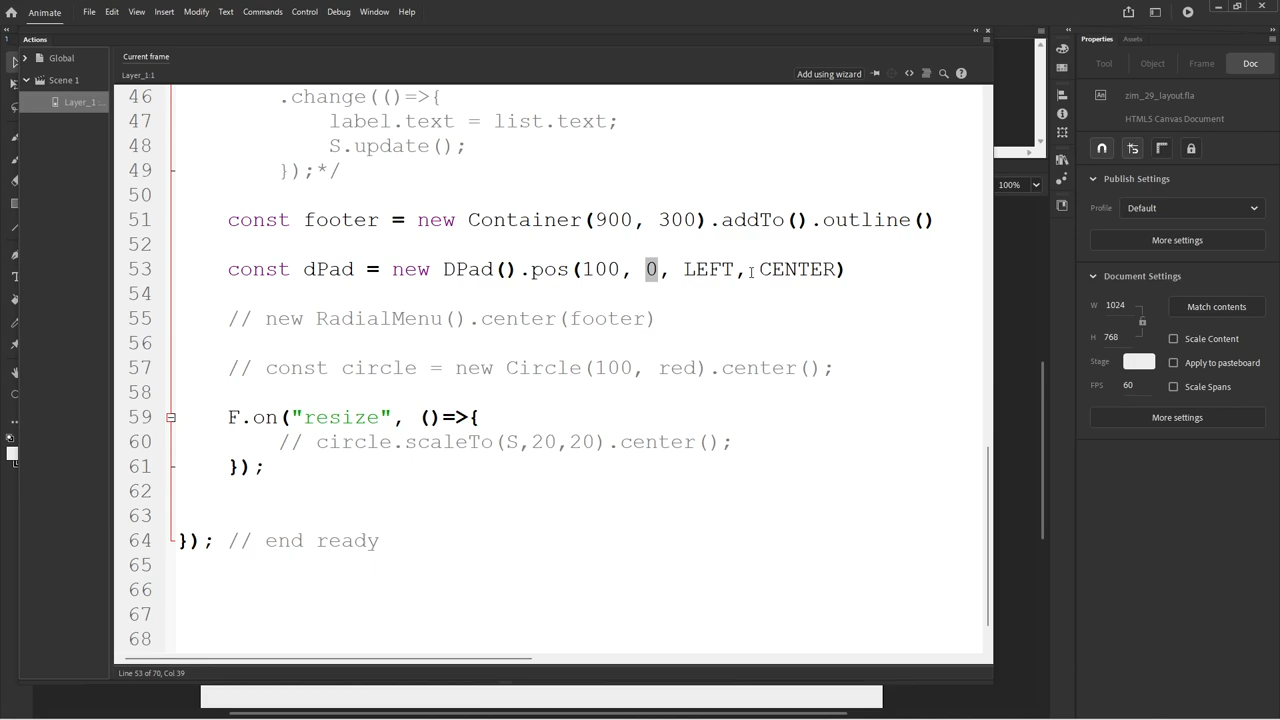 Animate File Edit View Insert Modify Text Commands Control Debug Window Help
Actions
Global
Scene 1
Layer_1 :...
Current frame
Layer_1:1
Add using wizard
46 .change(()=>{
47 label.text = list.text;
48 S.update();
49 });*/
50
51 const footer = new Container(900, 300).addTo().outline()
52
53 const dPad = new DPad().pos(100, 0, LEFT, CENTER)
54
55 // new RadialMenu().center(footer)
56
57 // const circle = new Circle(100, red).center();
58
59 F.on("resize", ()=>{
60 // circle.scaleTo(S,20,20).center();
61 });
62
63
64 }); // end ready
65
66
67
68
Line 53 of 70, Col 39
100%
Properties Assets
Tool Object Frame Doc
An zim_29_layout.fla
HTML5 Canvas Document
Publish Settings
Profile Default
More settings
Document Settings
W 1024 Match contents
H 768 Scale Content
Stage Apply to pasteboard
FPS 60 Scale Spans
More settings